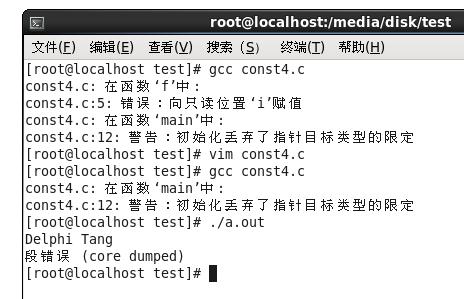 root@localhost:/media/disk/test
文件(F) 编辑(E) 查看(V) 搜索 (S) 终端(T) 帮助(H)
[root@localhost test]# gcc const4.c
const4.c: 在函数‘f’中：
const4.c:5: 错误：向只读位置‘i’赋值
const4.c: 在函数‘main’中：
const4.c:12: 警告：初始化丢弃了指针目标类型的限定
[root@localhost test]# vim const4.c
[root@localhost test]# gcc const4.c
const4.c: 在函数‘main’中：
const4.c:12: 警告：初始化丢弃了指针目标类型的限定
[root@localhost test]# ./a.out
Delphi Tang
段错误 (core dumped)
[root@localhost test]#